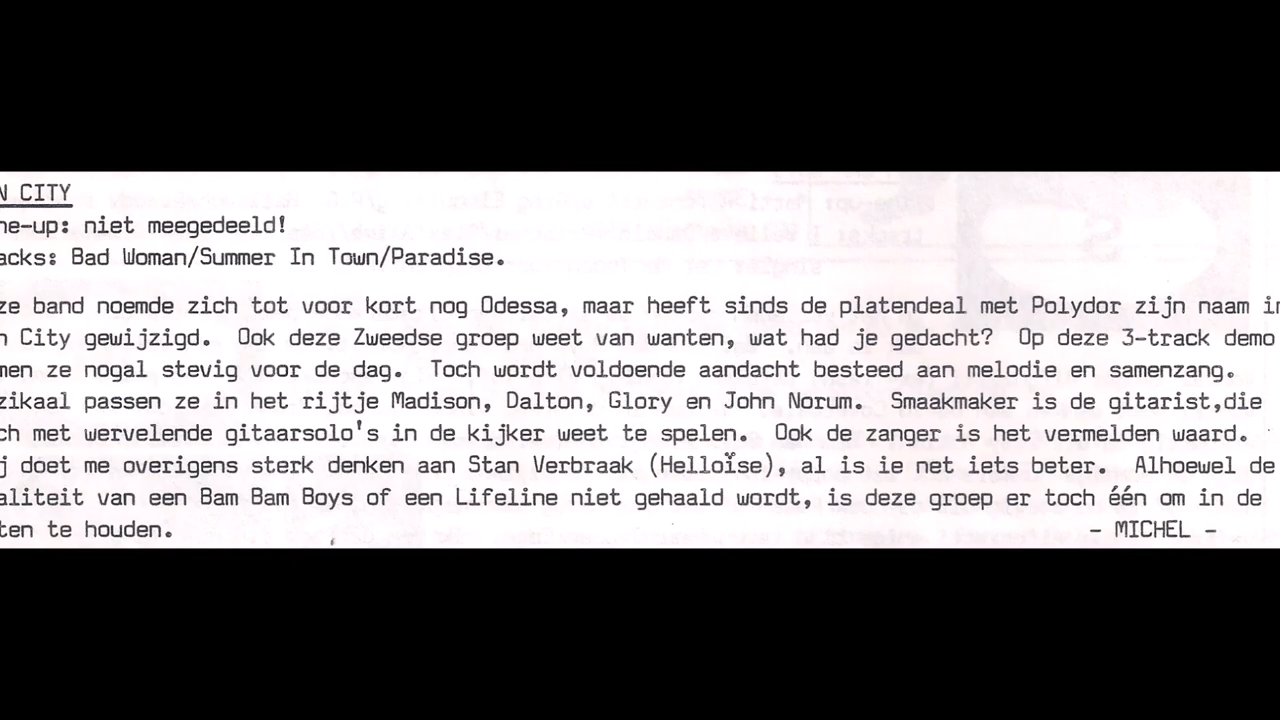 N CITY
ne-up: niet meegedeeld!
acks: Bad Woman/Summer In Town/Paradise.
ze band noemde zich tot voor kort nog Odessa, maar heeft sinds de platendeal met Polydor zijn naam in
n City gewijzigd. Ook deze Zweedse groep weet van wanten, wat had je gedacht? Op deze 3-track demo
men ze nogal stevig voor de dag. Toch wordt voldoende aandacht besteed aan melodie en samenzang.
zikaal passen ze in het rijtje Madison, Dalton, Glory en John Norum. Smaakmaker is de gitarist,die
ch met wervelende gitaarsolo's in de kijker weet te spelen. Ook de zanger is het vermelden waard.
j doet me overigens sterk denken aan Stan Verbraak (Helloïse), al is ie net iets beter. Alhoewel de
aliteit van een Bam Bam Boys of een Lifeline niet gehaald wordt, is deze groep er toch één om in de
ten te houden. - MICHEL -